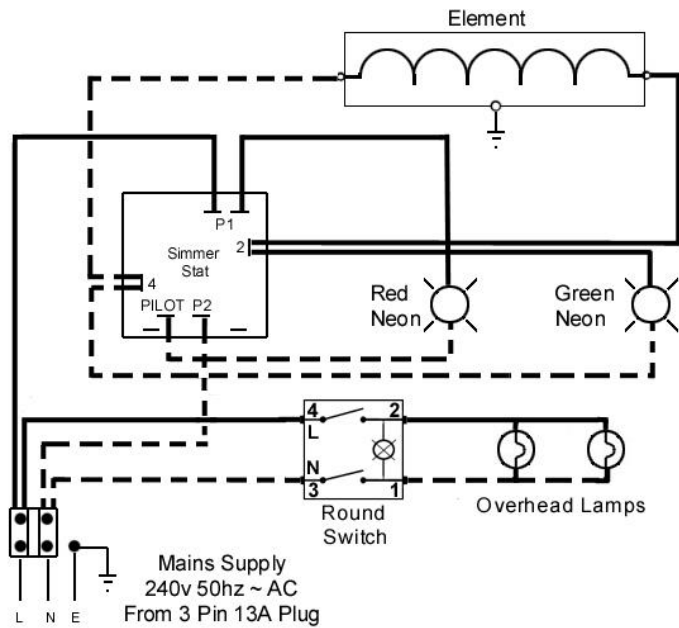 Element
P1
Simmer
Stat
2
4
PILOT P2
Red
Neon
Green
Neon
4 2
L
N
3 1
Round
Switch
Overhead Lamps
Mains Supply
240v 50hz ~ AC
From 3 Pin 13A Plug
L N E